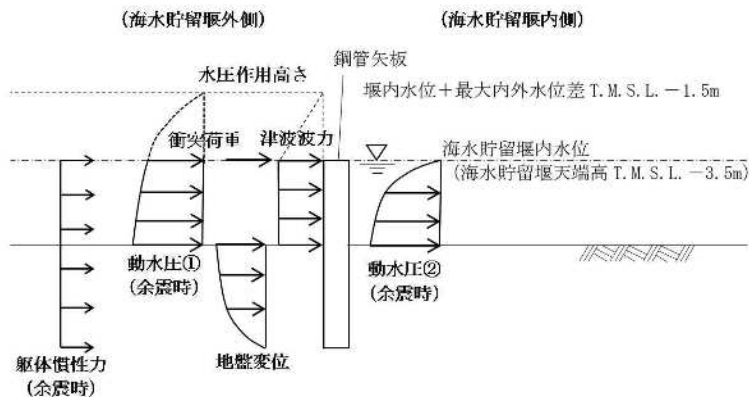 (海水貯留堰外側)
(海水貯留堰内側)
鋼管矢板
水圧作用高さ
堰内水位＋最大内外水位差 T.M.S.L.－1.5m
衝突荷重
津波波力
海水貯留堰内水位
(海水貯留堰天端高 T.M.S.L.－3.5m)
動水圧①
(余震時)
動水圧②
(余震時)
躯体慣性力
(余震時)
地盤変位